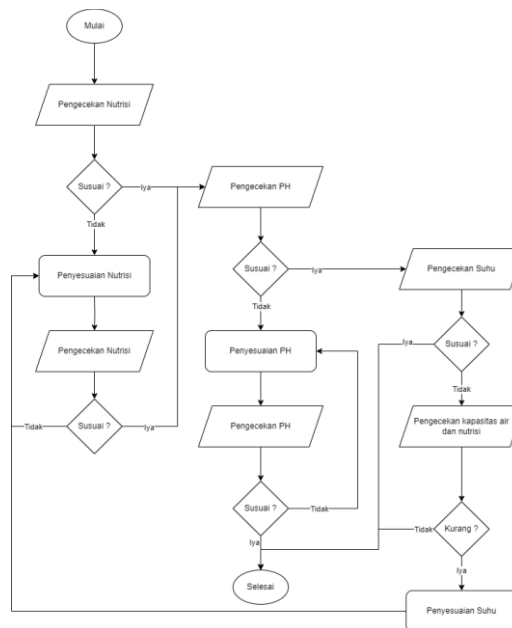 Mulai
Pengecekan Nutrisi
Susuai ?
Iya
Tidak
Penyesuaian Nutrisi
Pengecekan Nutrisi
Susuai ?
Tidak
Iya
Pengecekan PH
Susuai ?
Iya
Tidak
Penyesuaian PH
Pengecekan PH
Susuai ?
Tidak
Iya
Selesai
Pengecekan Suhu
Susuai ?
Iya
Tidak
Pengecekan kapasitas air
dan nutrisi
Kurang ?
Tidak
Iya
Penyesuaian Suhu